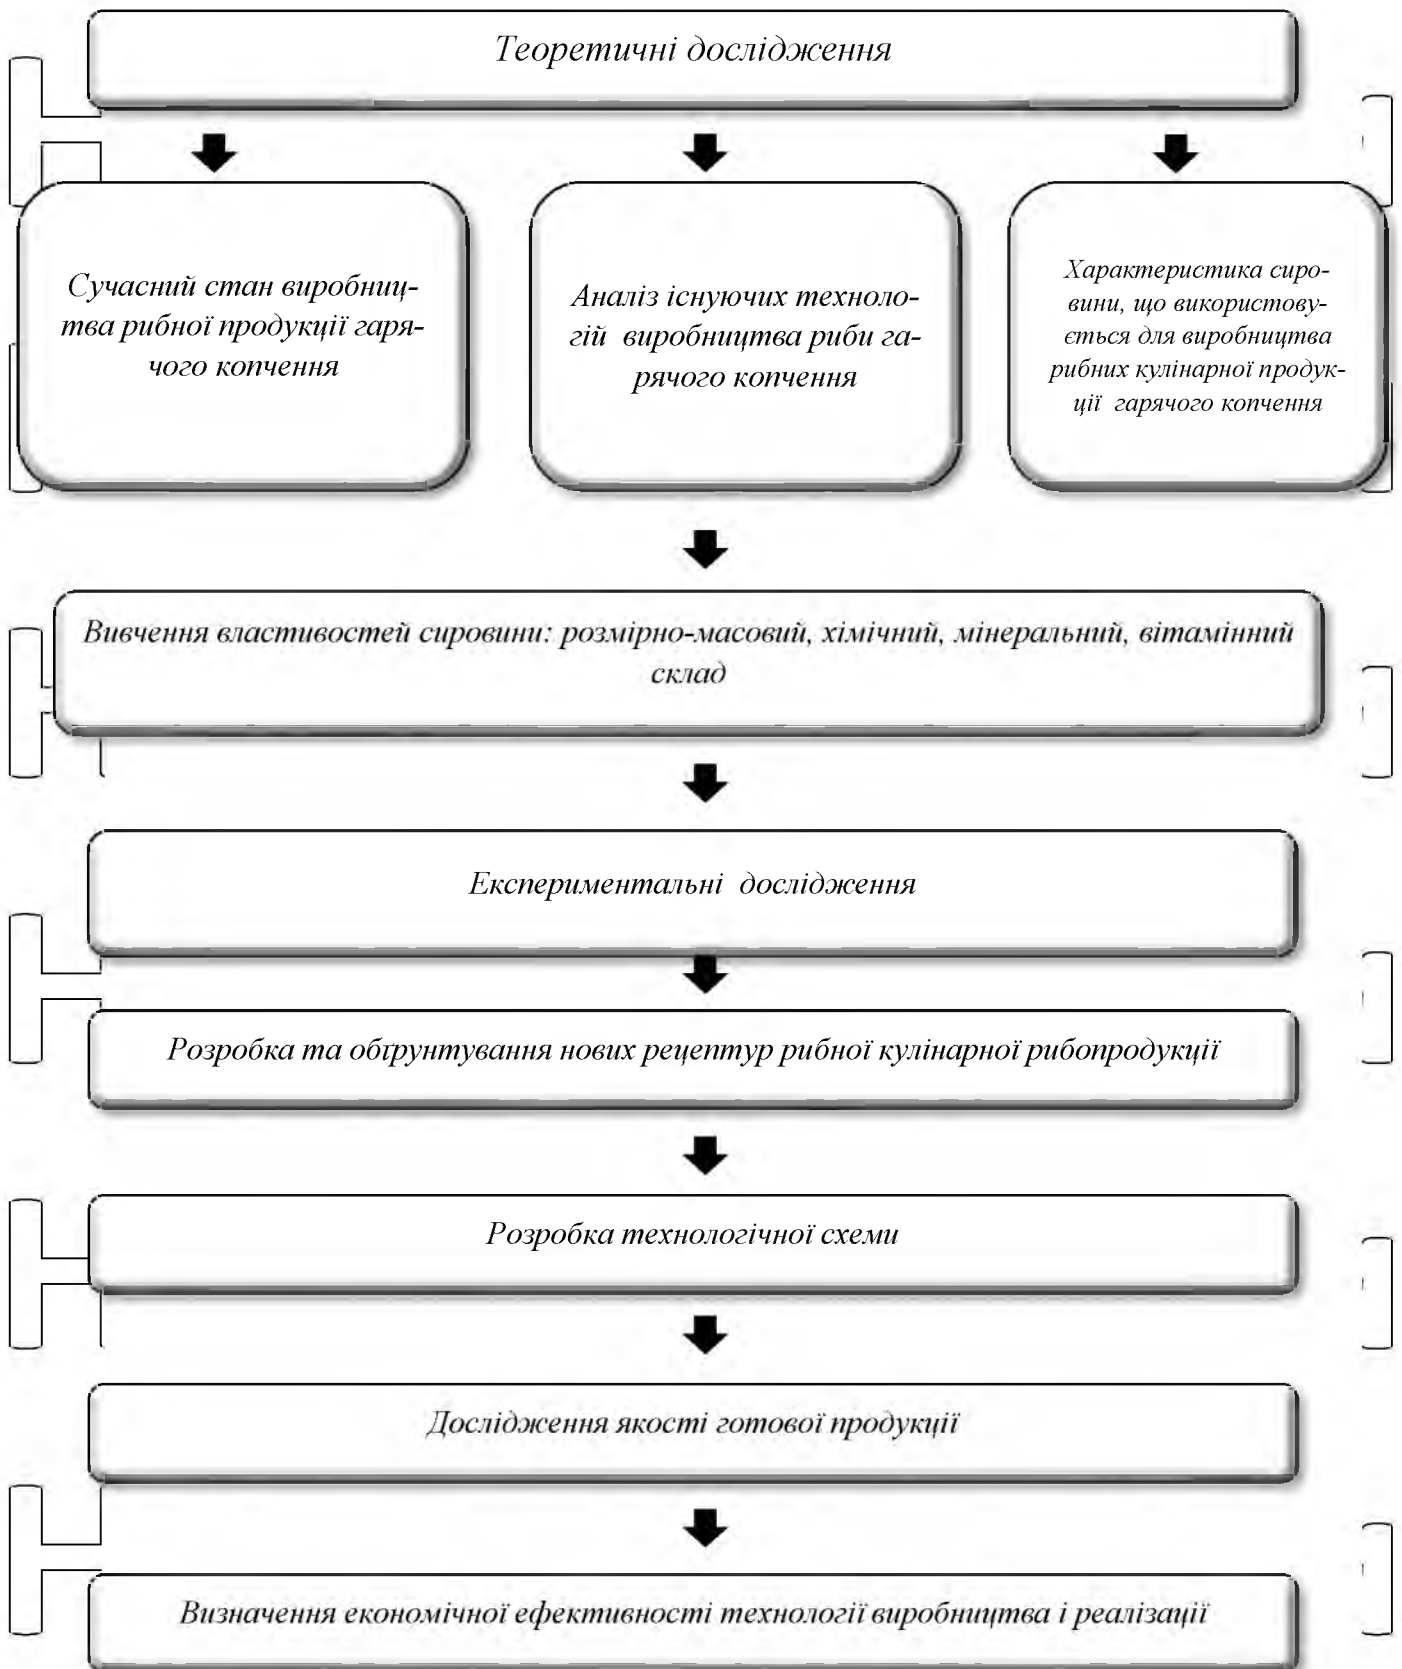 Теоретичні дослідження
Сучасний стан виробниц-
тва рибної продукції гаря-
чого копчення
Аналіз існуючих техноло-
гій виробництва риби га-
рячого копчення
Характеристика сиро-
вини, що використову-
ється для виробництва
рибних кулінарної продук-
ції гарячого копчення
Вивчення властивостей сировини: розмірно-масовий, хімічний, мінеральний, вітамінний
склад
Експериментальні дослідження
Розробка та обґрунтування нових рецептур рибної кулінарної рибопродукції
Розробка технологічної схеми
Дослідження якості готової продукції
Визначення економічної ефективності технології виробництва і реалізації